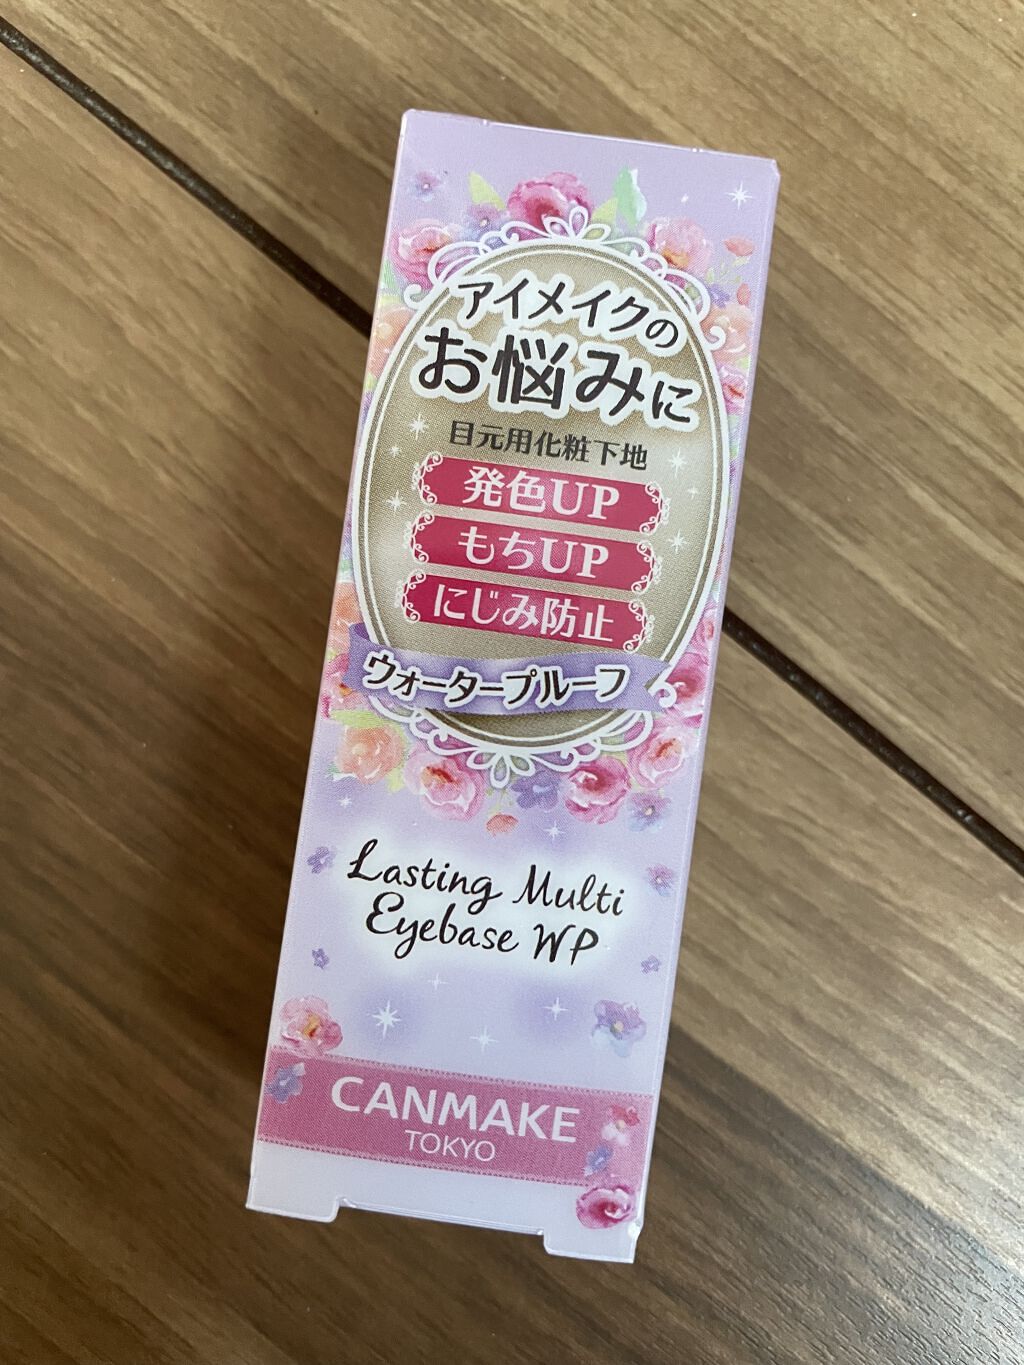 アイメイクの
お悩みに
目元用化粧下地
発色UP
もちUP
にじみ防止
ウォータープルーフ
Lasting Multi
Eyebase WP
CANMAKE
TOKYO